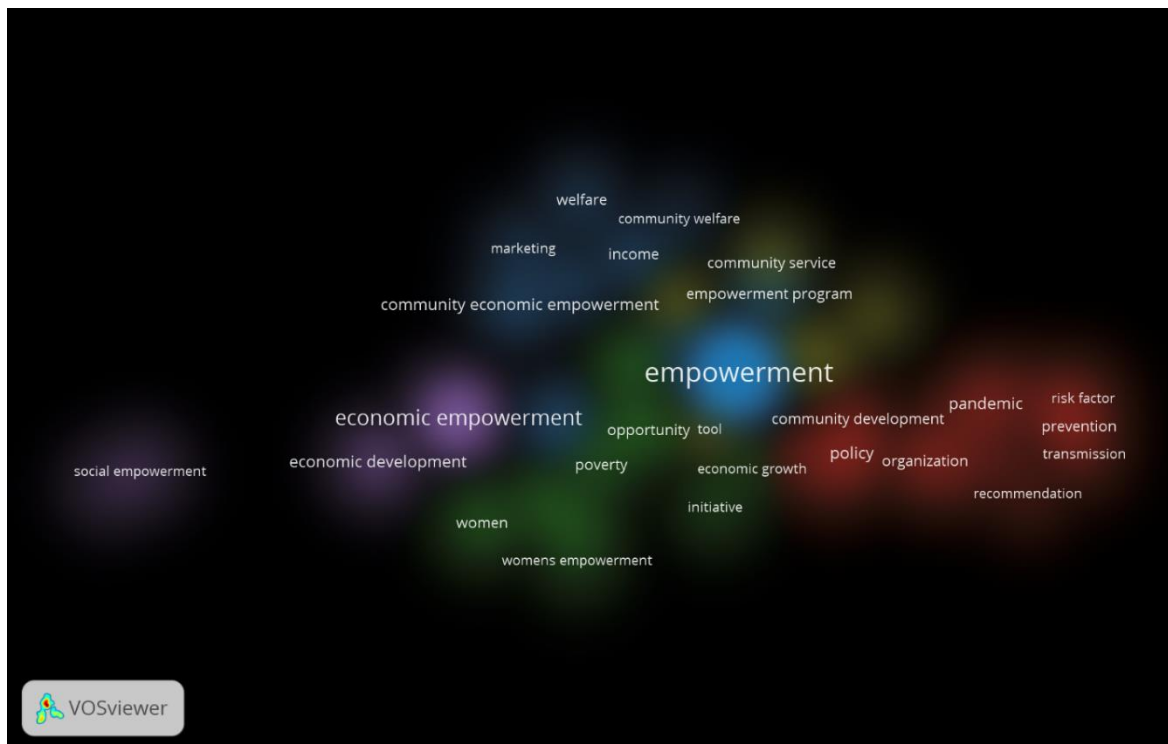 welfare
community welfare
marketing
income
community service
empowerment program
community economic empowerment
empowerment
pandemic
risk factor
economic empowerment
community development
prevention
opportunity
tool
policy
transmission
economic development
organization
poverty
economic growth
social empowerment
recommendation
initiative
women
womens empowerment
VOSviewer